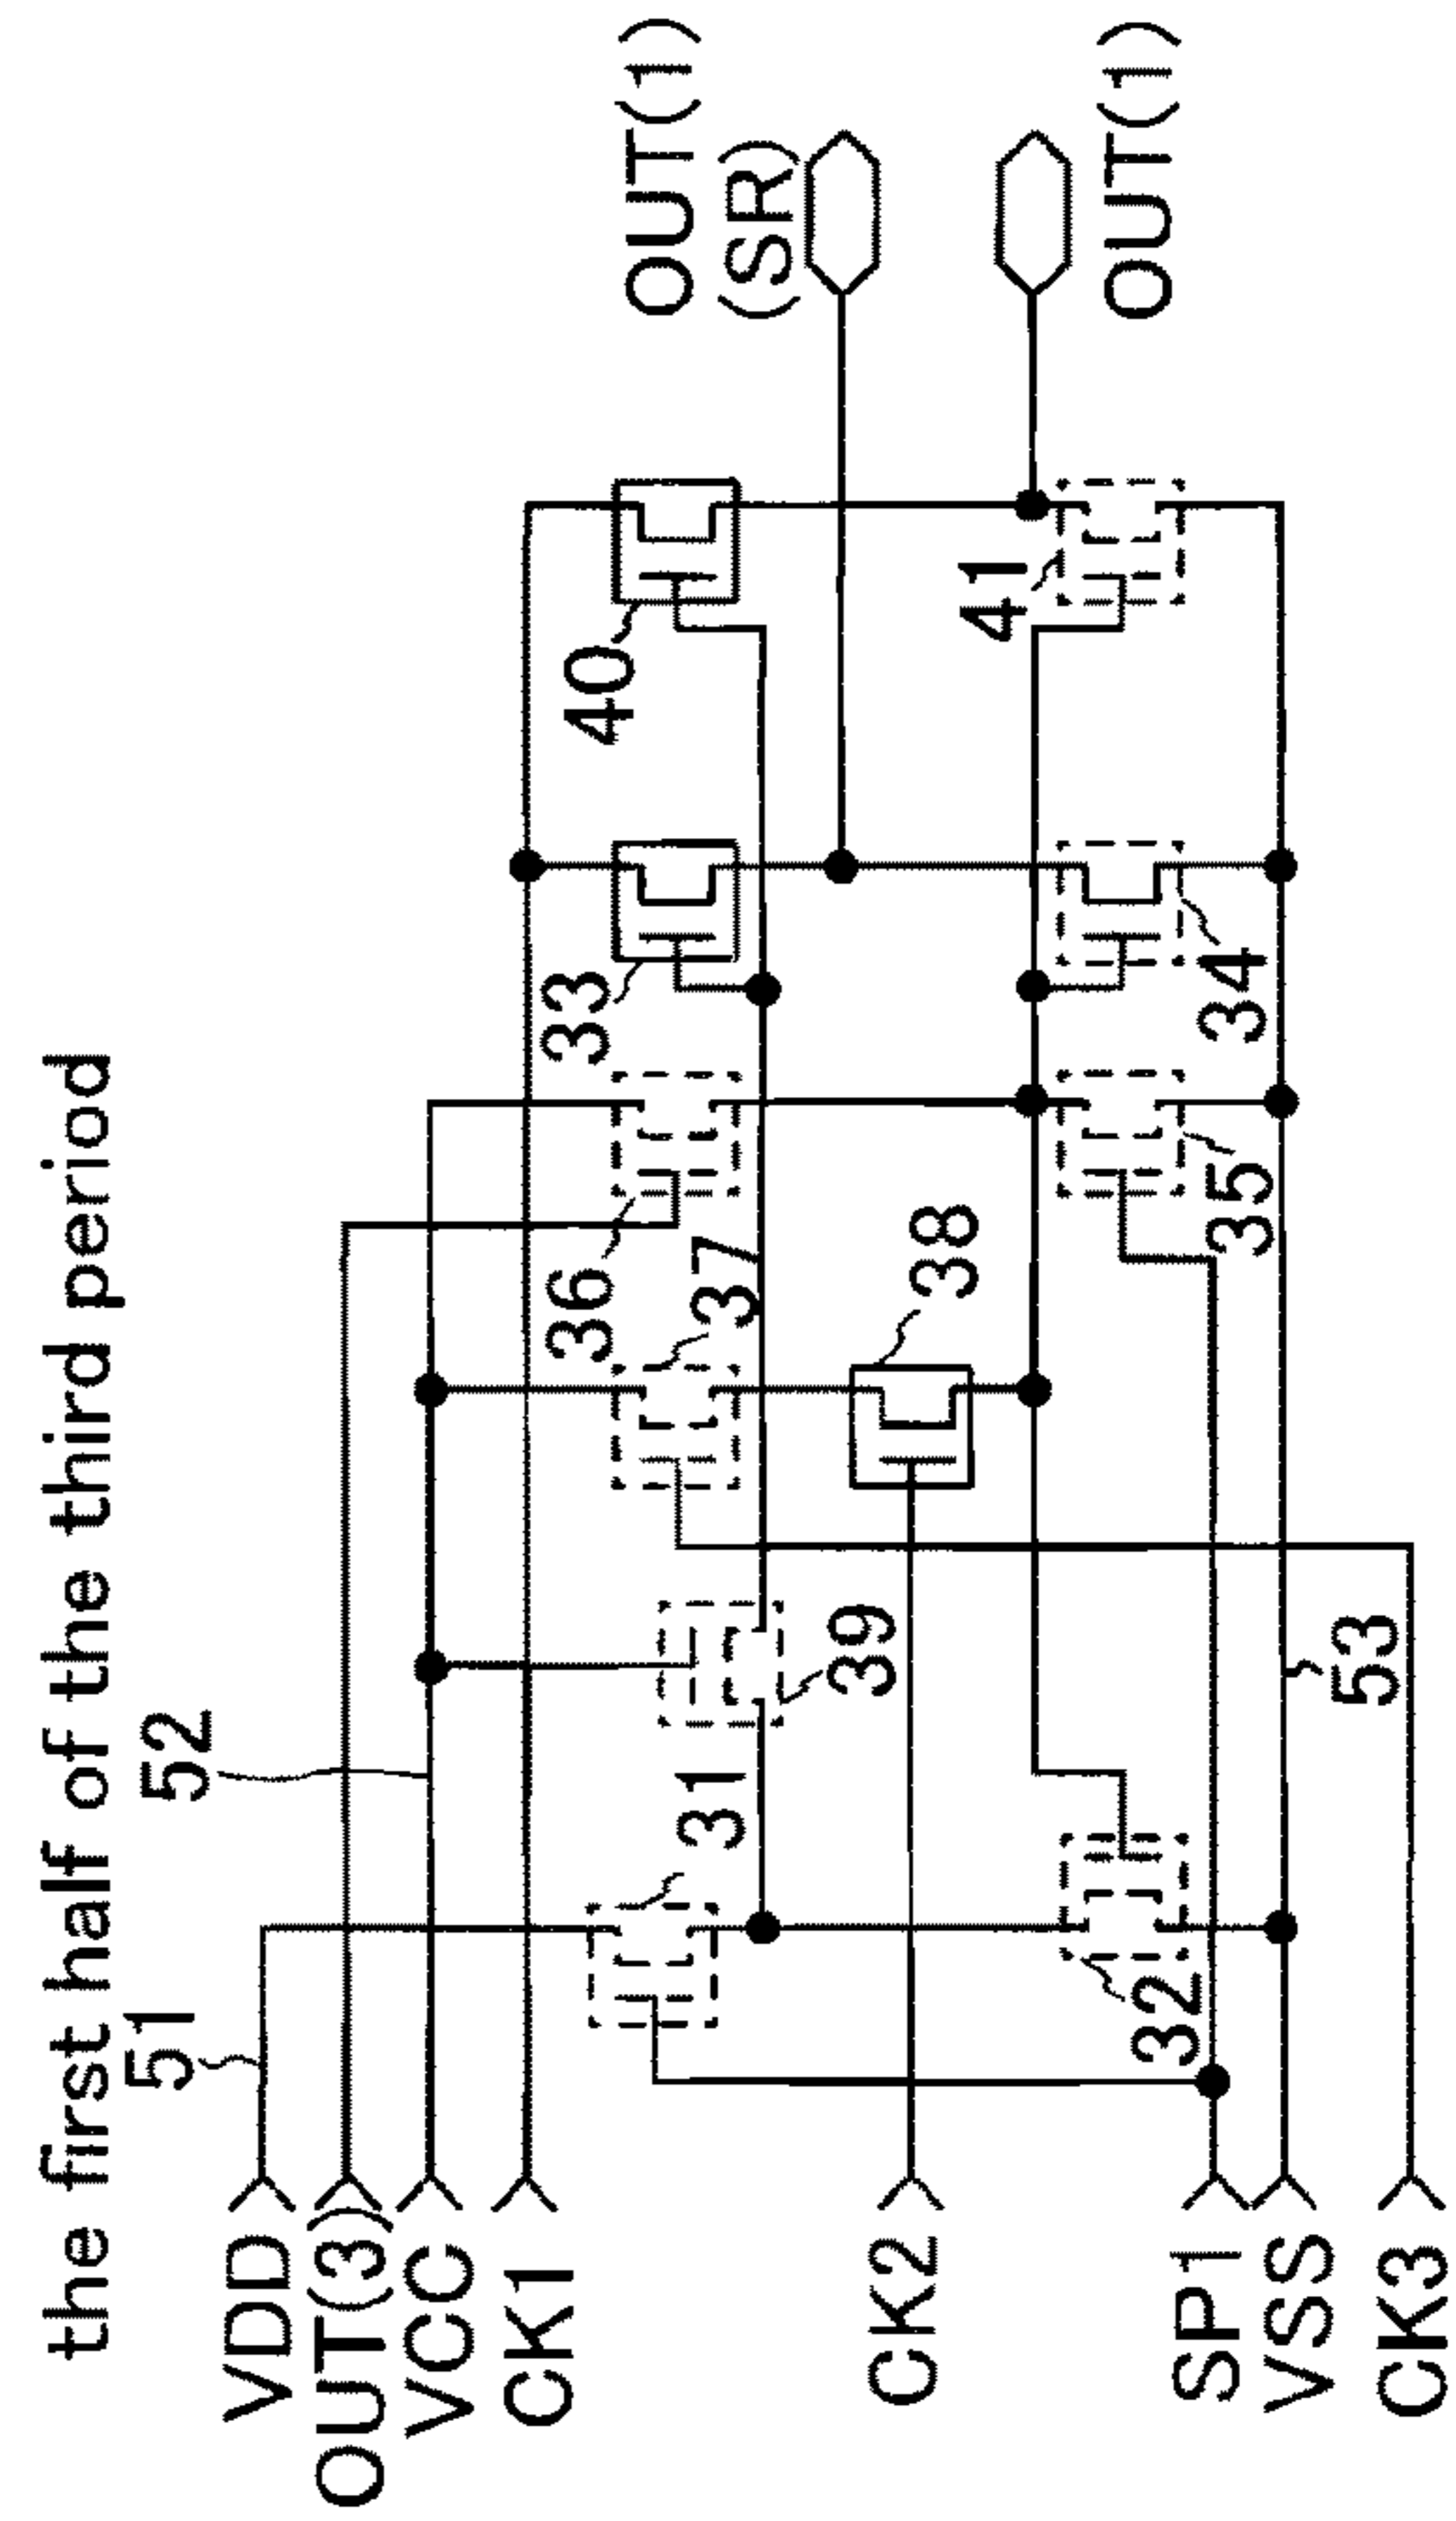 the first half of the third period
51
52
VDD
OUT(3)
VCC
CK1
CK2
SP1
VSS
CK3
31
32
39
37
38
36
35
53
33
34
40
41
OUT(1)
(SR)
OUT(1)